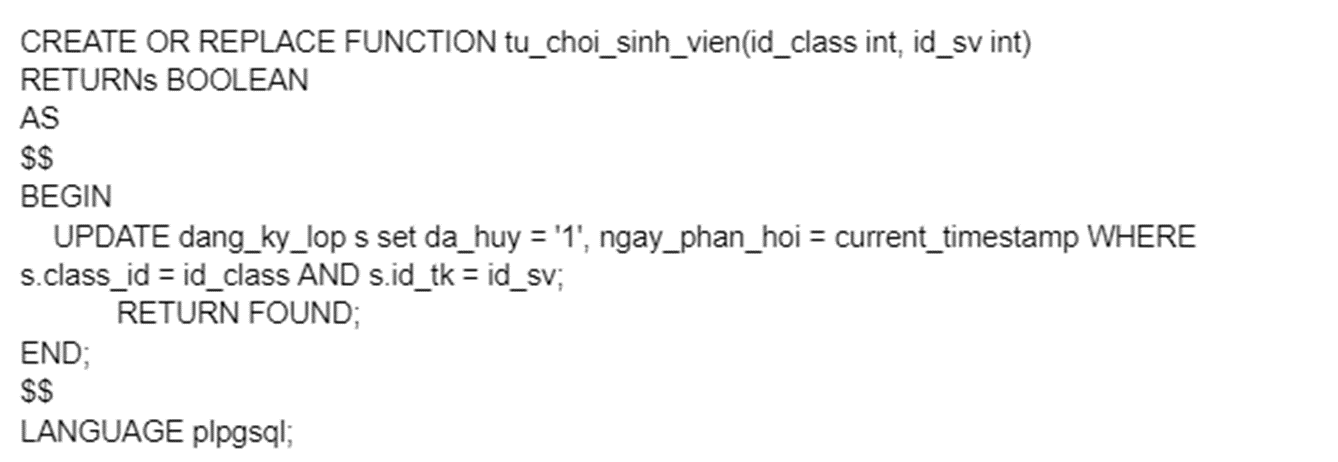 CREATE OR REPLACE FUNCTION tu_choi_sinh_vien(id_class int, id_sv int)
RETURNs BOOLEAN
AS
$$
BEGIN
UPDATE dang_ky_lop s set da_huy = '1', ngay_phan_hoi = current_timestamp WHERE
s.class_id = id_class AND s.id_tk = id_sv;
RETURN FOUND;
END;
$$
LANGUAGE plpgsql;